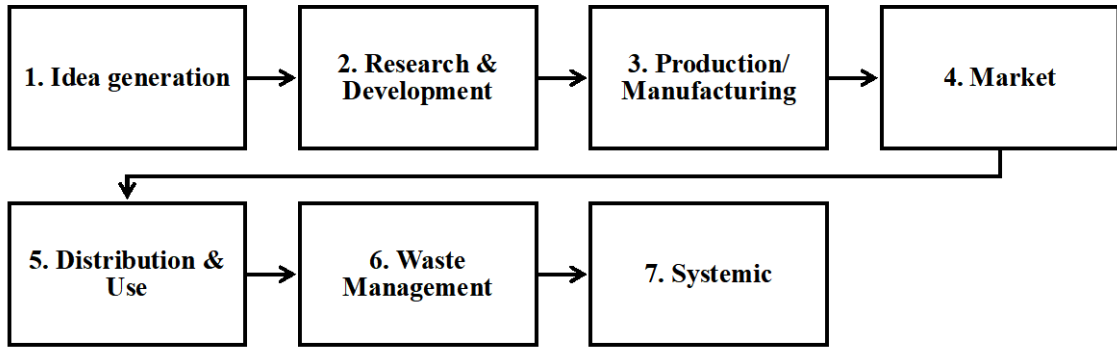 1. Idea generation
2. Research &
Development
3. Production/
Manufacturing
4. Market
5. Distribution &
Use
6. Waste
Management
7. Systemic